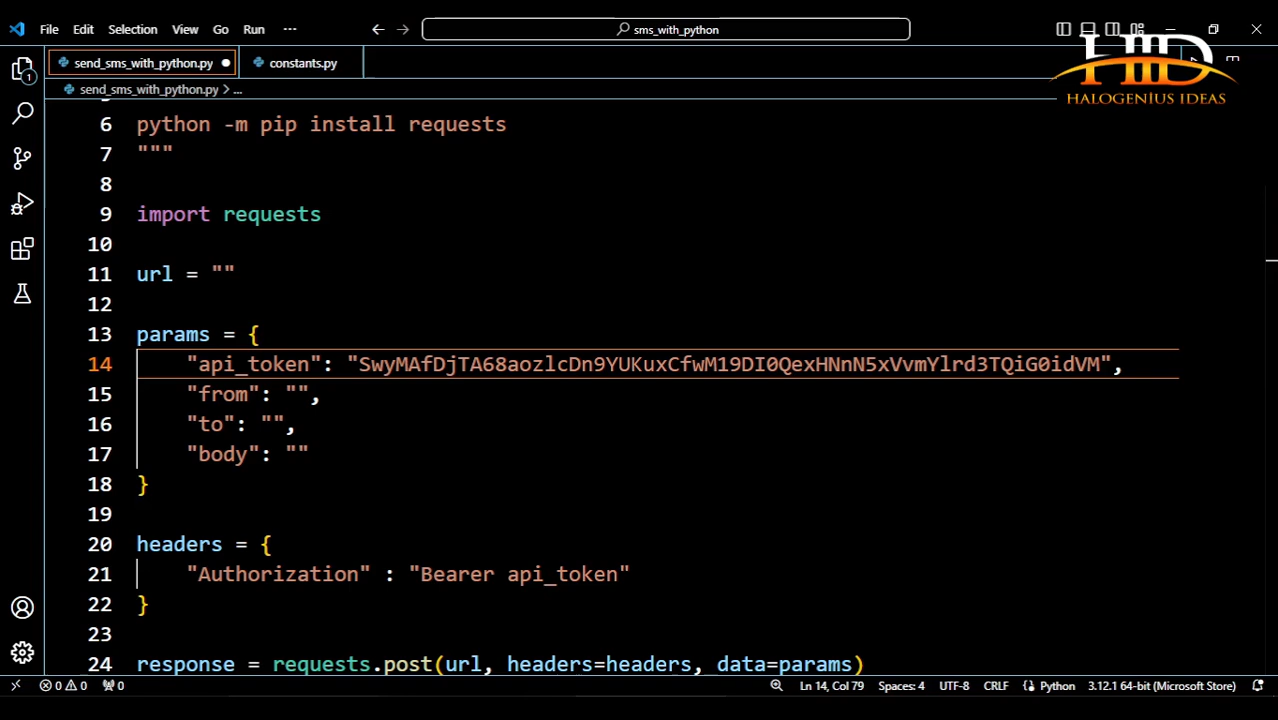 File Edit Selection View Go Run ···
sms_with_python
send_sms_with_python.py constants.py
HID
HALOGENIUS IDEAS
send_sms_with_python.py > ...
6 python -m pip install requests
7 """
8
9 import requests
10
11 url = ""
12
13 params = {
14 "api_token": "SwyMAfDjTA68aozlcDn9YUKuxCfwM19DI0QexHNnN5xVvmYlrd3TQiG0idVM",
15 "from": "",
16 "to": "",
17 "body": ""
18 }
19
20 headers = {
21 "Authorization" : "Bearer api_token"
22 }
23
24 response = requests.post(url, headers=headers, data=params)
0 0 0 Ln 14, Col 79 Spaces: 4 UTF-8 CRLF Python 3.12.1 64-bit (Microsoft Store)